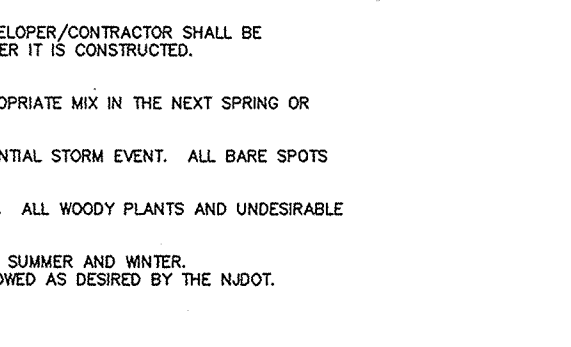 ELOPER/CONTRACTOR SHALL BE
ER IT IS CONSTRUCTED.
OPRIATE MIX IN THE NEXT SPRING OR
NTIAL STORM EVENT. ALL BARE SPOTS
. ALL WOODY PLANTS AND UNDESIRABLE
SUMMER AND WINTER.
OWED AS DESIRED BY THE NJDOT.